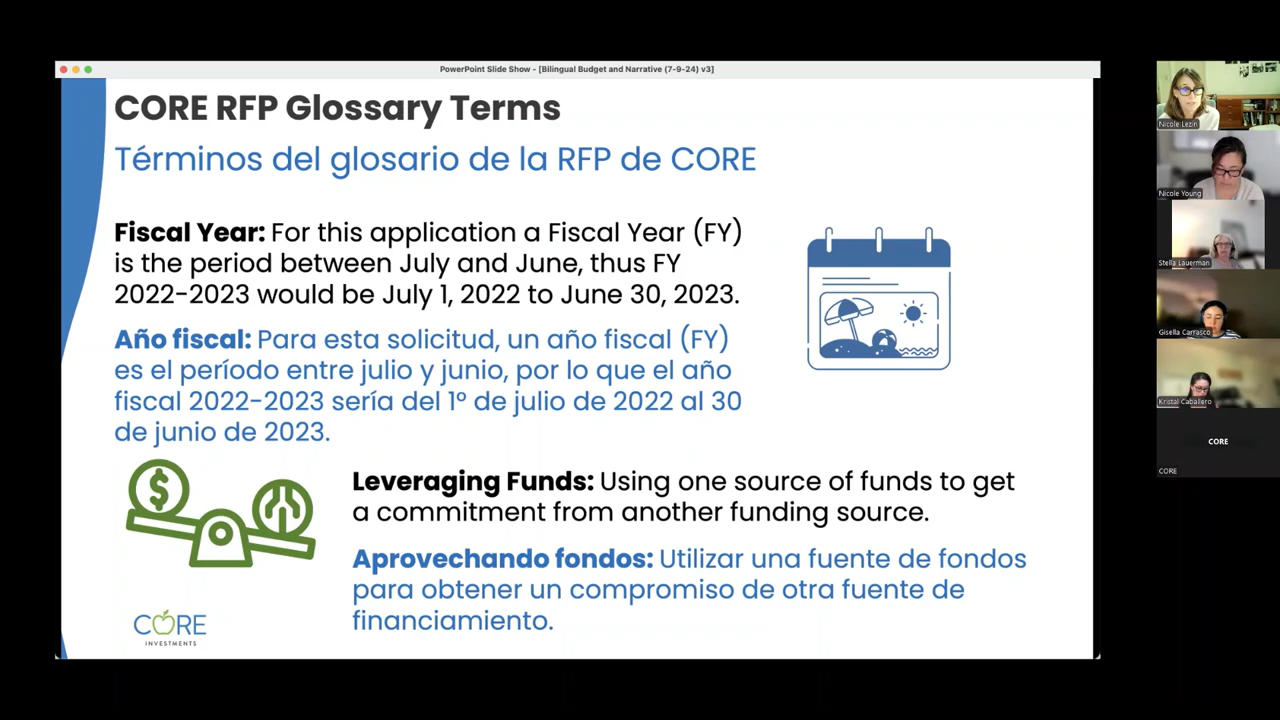 PowerPoint Slide Show - [Bilingual Budget and Narrative (7-9-24) v3]
CORE RFP Glossary Terms
Términos del glosario de la RFP de CORE
Fiscal Year: For this application a Fiscal Year (FY)
is the period between July and June, thus FY
2022-2023 would be July 1, 2022 to June 30, 2023.
Año fiscal: Para esta solicitud, un año fiscal (FY)
es el período entre julio y junio, por lo que el año
fiscal 2022-2023 sería del 1º de julio de 2022 al 30
de junio de 2023.
$
Leveraging Funds: Using one source of funds to get
a commitment from another funding source.
Aprovechando fondos: Utilizar una fuente de fondos
para obtener un compromiso de otra fuente de
financiamiento.
CORE
INVESTMENTS
Nicole Lezin
Nicole Young
Stella Lauerman
Gisella Carrasco
Kristal Caballero
CORE
CORE